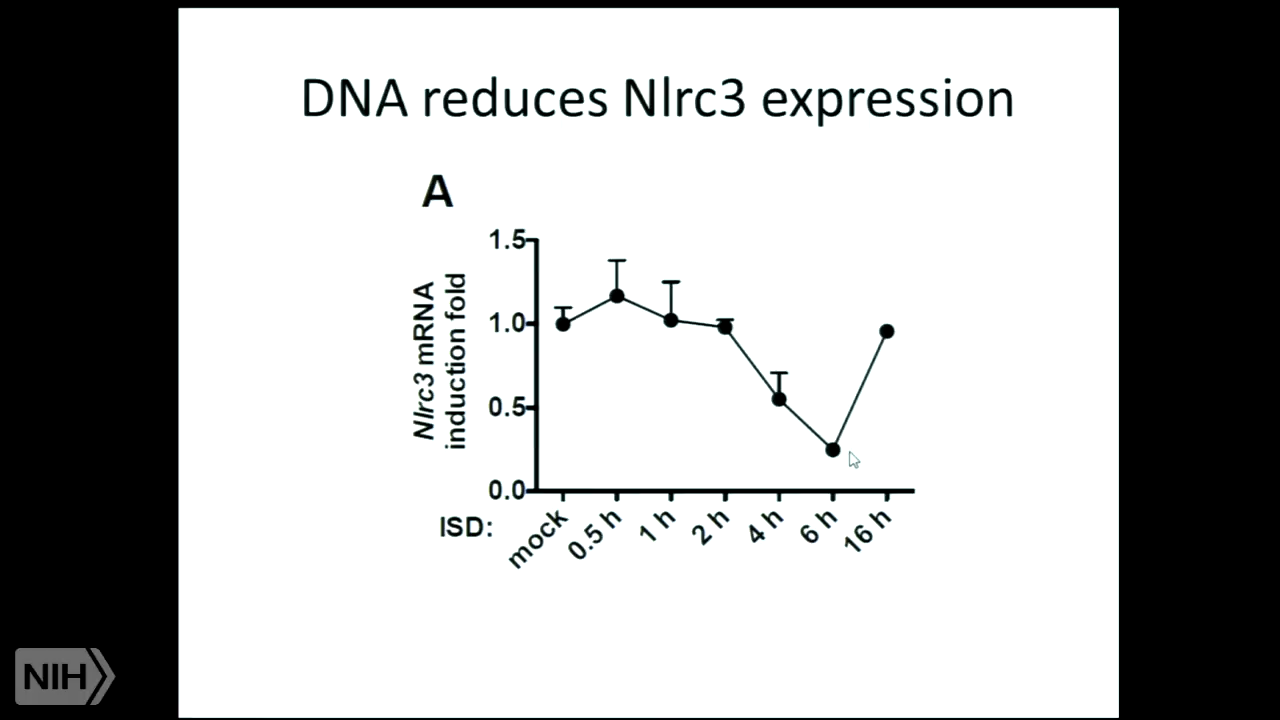 DNA reduces Nlrc3 expression
A
Nlrc3 mRNA
induction fold
1.5
1.0
0.5
0.0
ISD:
mock
0.5 h
1 h
2 h
4 h
6 h
16 h
NIH